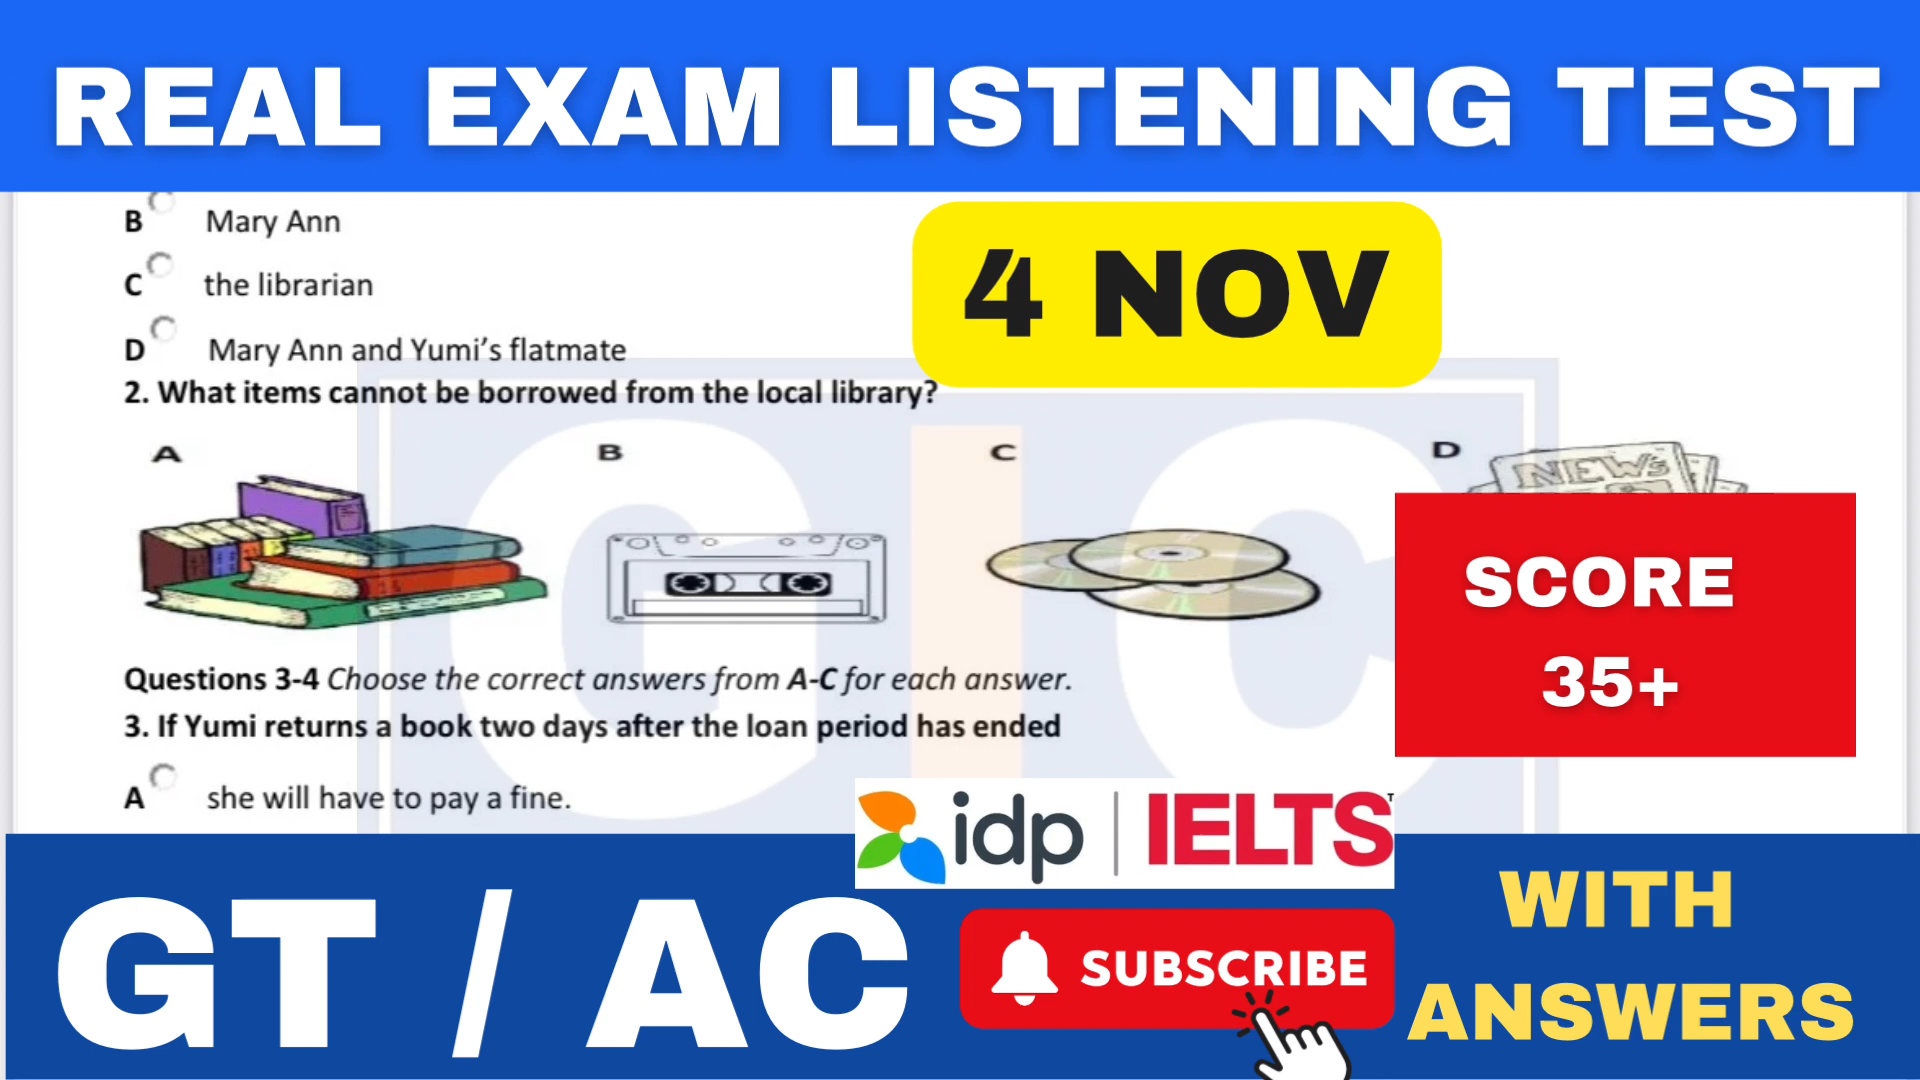 REAL EXAM LISTENING TEST
B Mary Ann
C the librarian
D Mary Ann and Yumi's flatmate
4 NOV
2. What items cannot be borrowed from the local library?
A B C D
NEWS
GIC
SCORE
35+
Questions 3-4 Choose the correct answers from A-C for each answer.
3. If Yumi returns a book two days after the loan period has ended
A she will have to pay a fine.
idp | IELTS
GT / AC
SUBSCRIBE
WITH
ANSWERS